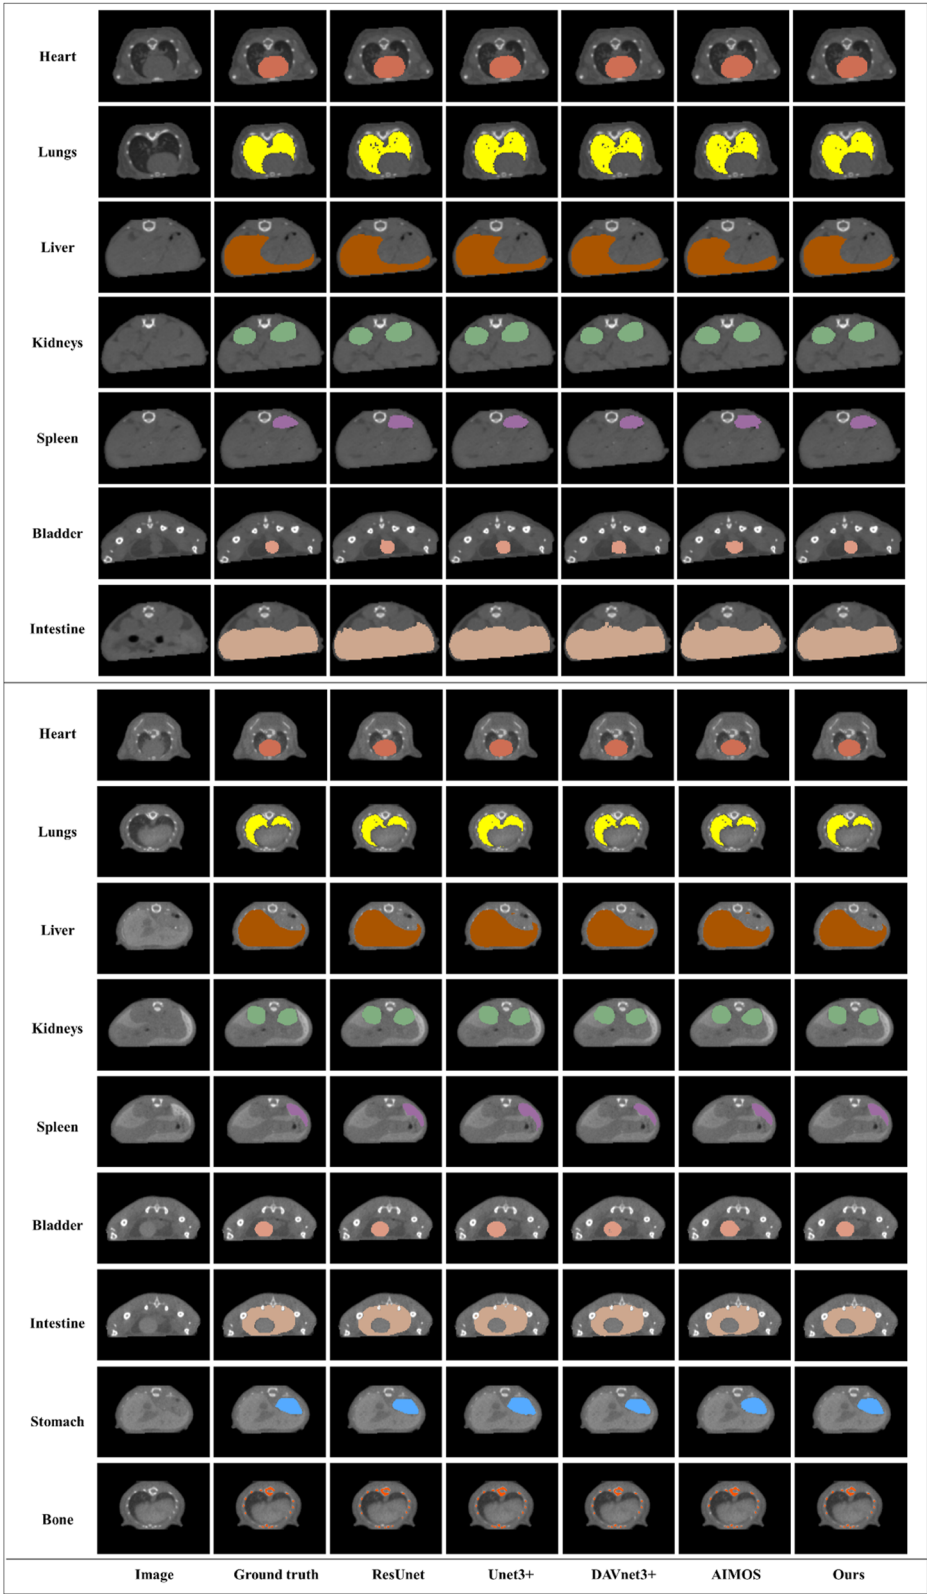 Heart
Lungs
Liver
Kidneys
Spleen
Bladder
Intestine
Heart
Lungs
Liver
Kidneys
Spleen
Bladder
Intestine
Stomach
Bone
Image Ground truth ResUnet Unet3+ DAVnet3+ AIMOS Ours